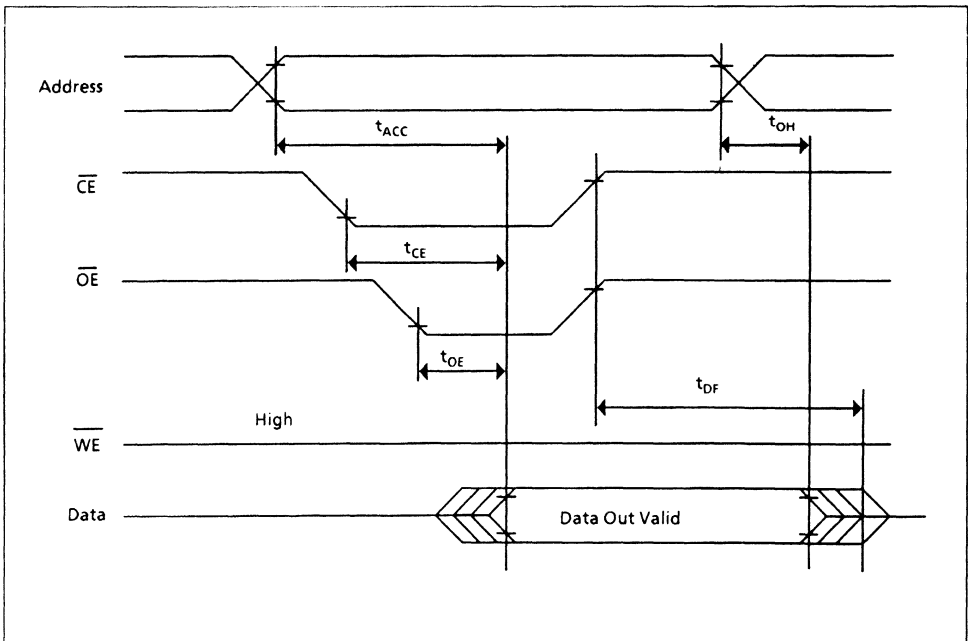 Address
tACC
tOH
CE
tCE
OE
tOE
tDF
High
WE
Data
Data Out Valid